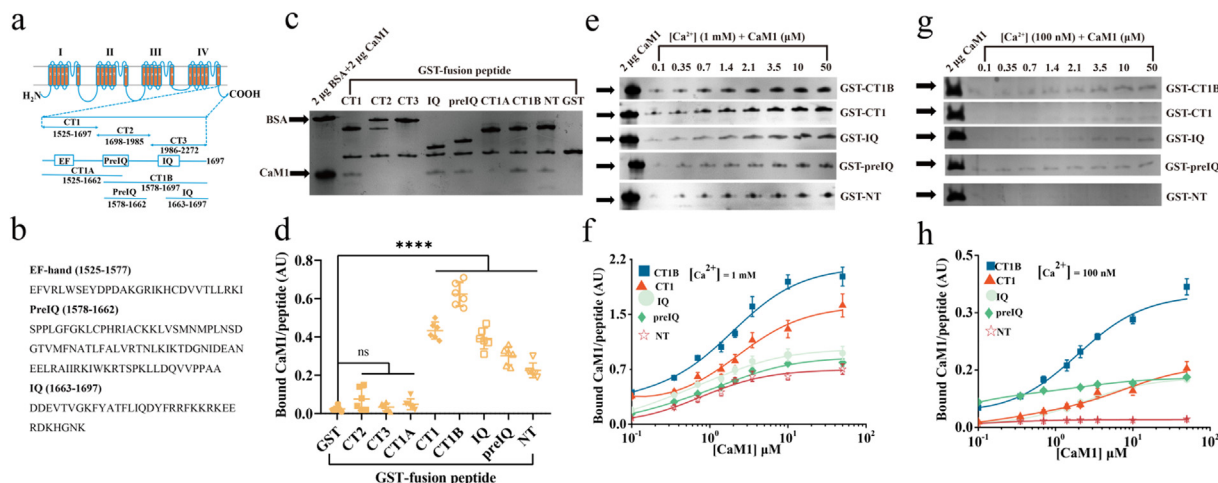 a
I II III IV
H₂N
COOH
CT1
1525-1697
CT2
1698-1985
CT3
1986-2272
EF PreIQ IQ 1697
CT1A
1525-1662
CT1B
1578-1697
PreIQ
1578-1662
IQ
1663-1697
b
EF-hand (1525-1577)
EFVRLWSEYDPDAKGRIKHCDVVTLLRKI
PreIQ (1578-1662)
SPPLGFGKLCPHRIACKKLVSMNMPLNSD
GTVMFNATLFALVRTNLKIKTDGNIDEAN
EELRAIIRKIWKRTSPKLLDQVVPPAA
IQ (1663-1697)
DDEVTVGKFYATFLIQDYFRRFKKRKEE
RDKHGNK
c
2 μg BSA+2 μg CaM1
GST-fusion peptide
CT1 CT2 CT3 IQ preIQ CT1A CT1B NT GST
BSA
CaM1
d
Bound CaM1/peptide (AU)
0.8
0.6
0.4
0.2
0.0
****
ns
GST CT2 CT3 CT1A CT1 CT1B IQ preIQ NT
GST-fusion peptide
e
2 μg CaM1
[Ca²⁺] (1 mM) + CaM1 (μM)
0.1 0.35 0.7 1.4 2.1 3.5 10 50
GST-CT1B
GST-CT1
GST-IQ
GST-preIQ
GST-NT
f
Bound CaM1/peptide (AU)
2.2
1.4
0.7
0.0
CT1B
CT1
IQ
preIQ
NT
[Ca²⁺] = 1 mM
10⁻¹ 10⁰ 10¹ 10²
[CaM1] μM
g
2 μg CaM1
[Ca²⁺] (100 nM) + CaM1 (μM)
0.1 0.35 0.7 1.4 2.1 3.5 10 50
GST-CT1B
GST-CT1
GST-IQ
GST-preIQ
GST-NT
h
Bound CaM1/peptide (AU)
0.5
0.3
0.2
0.0
CT1B
CT1
IQ
preIQ
NT
[Ca²⁺] = 100 nM
10⁻¹ 10⁰ 10¹ 10²
[CaM1] μM